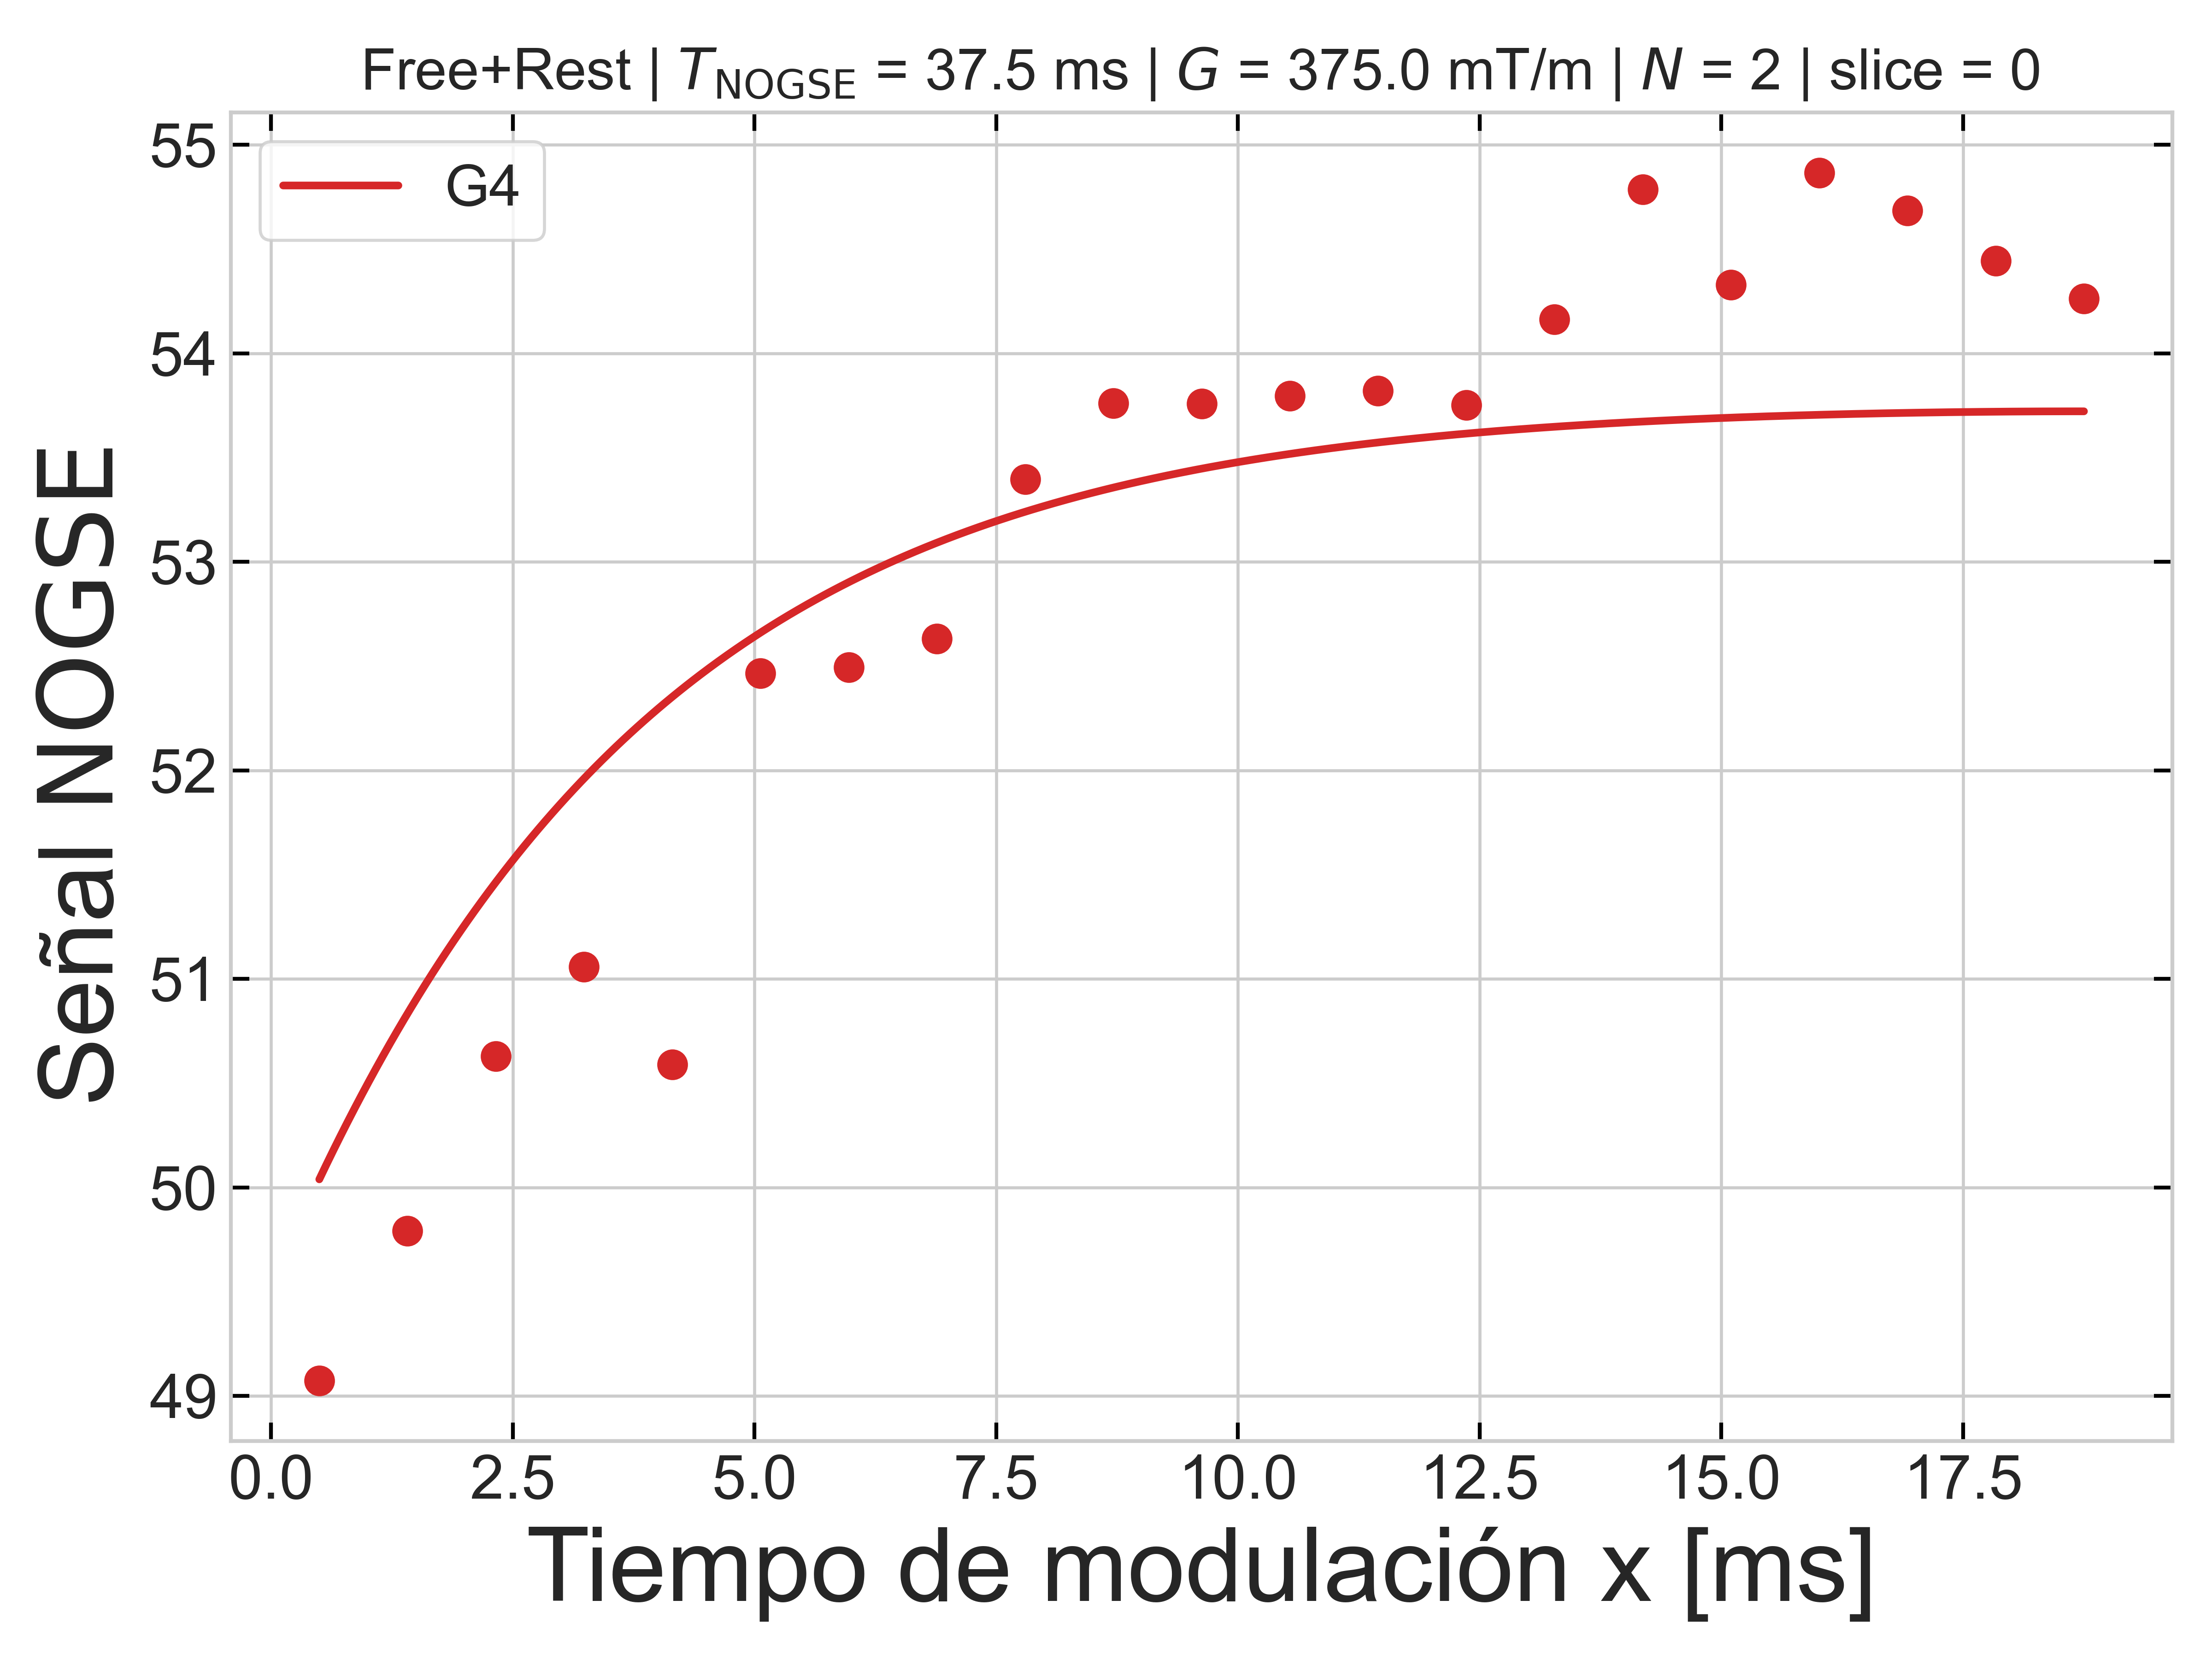 Free+Rest | T_NOGSE = 37.5 ms | G = 375.0 mT/m | N = 2 | slice = 0
G4
Señal NOGSE
55
54
53
52
51
50
49
0.0 2.5 5.0 7.5 10.0 12.5 15.0 17.5
Tiempo de modulación x [ms]